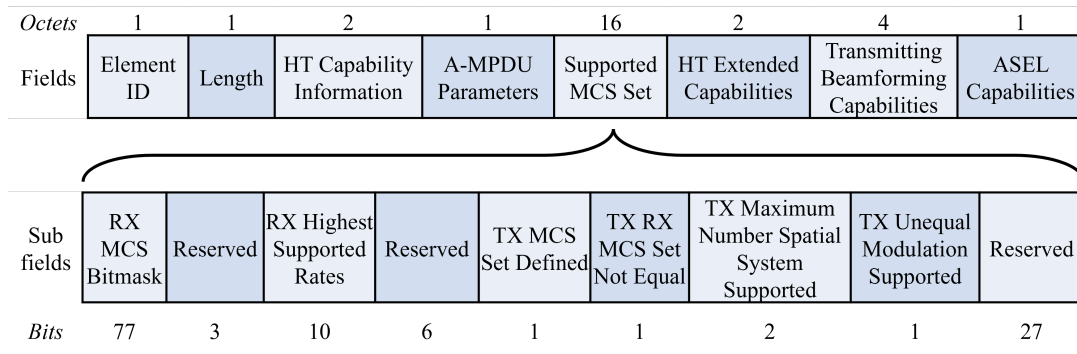 Octets 1 1 2 1 16 2 4 1
Fields
Element
ID
Length
HT Capability
Information
A-MPDU
Parameters
Supported
MCS Set
HT Extended
Capabilities
Transmitting
Beamforming
Capabilities
ASEL
Capabilities
Sub
fields
RX
MCS
Bitmask
Reserved
RX Highest
Supported
Rates
Reserved
TX MCS
Set Defined
TX RX
MCS Set
Not Equal
TX Maximum
Number Spatial
System
Supported
TX Unequal
Modulation
Supported
Reserved
Bits 77 3 10 6 1 1 2 1 27